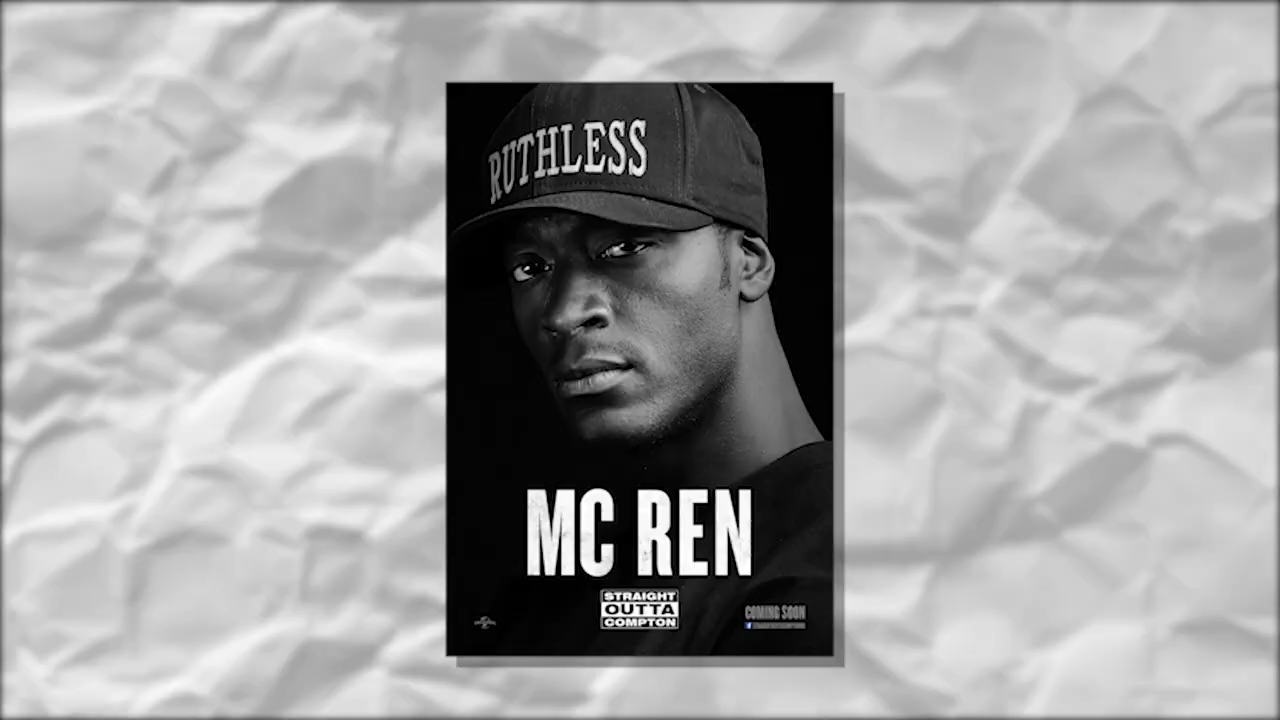 RUTHLESS
MC REN
STRAIGHT
OUTTA
COMPTON
COMING SOON